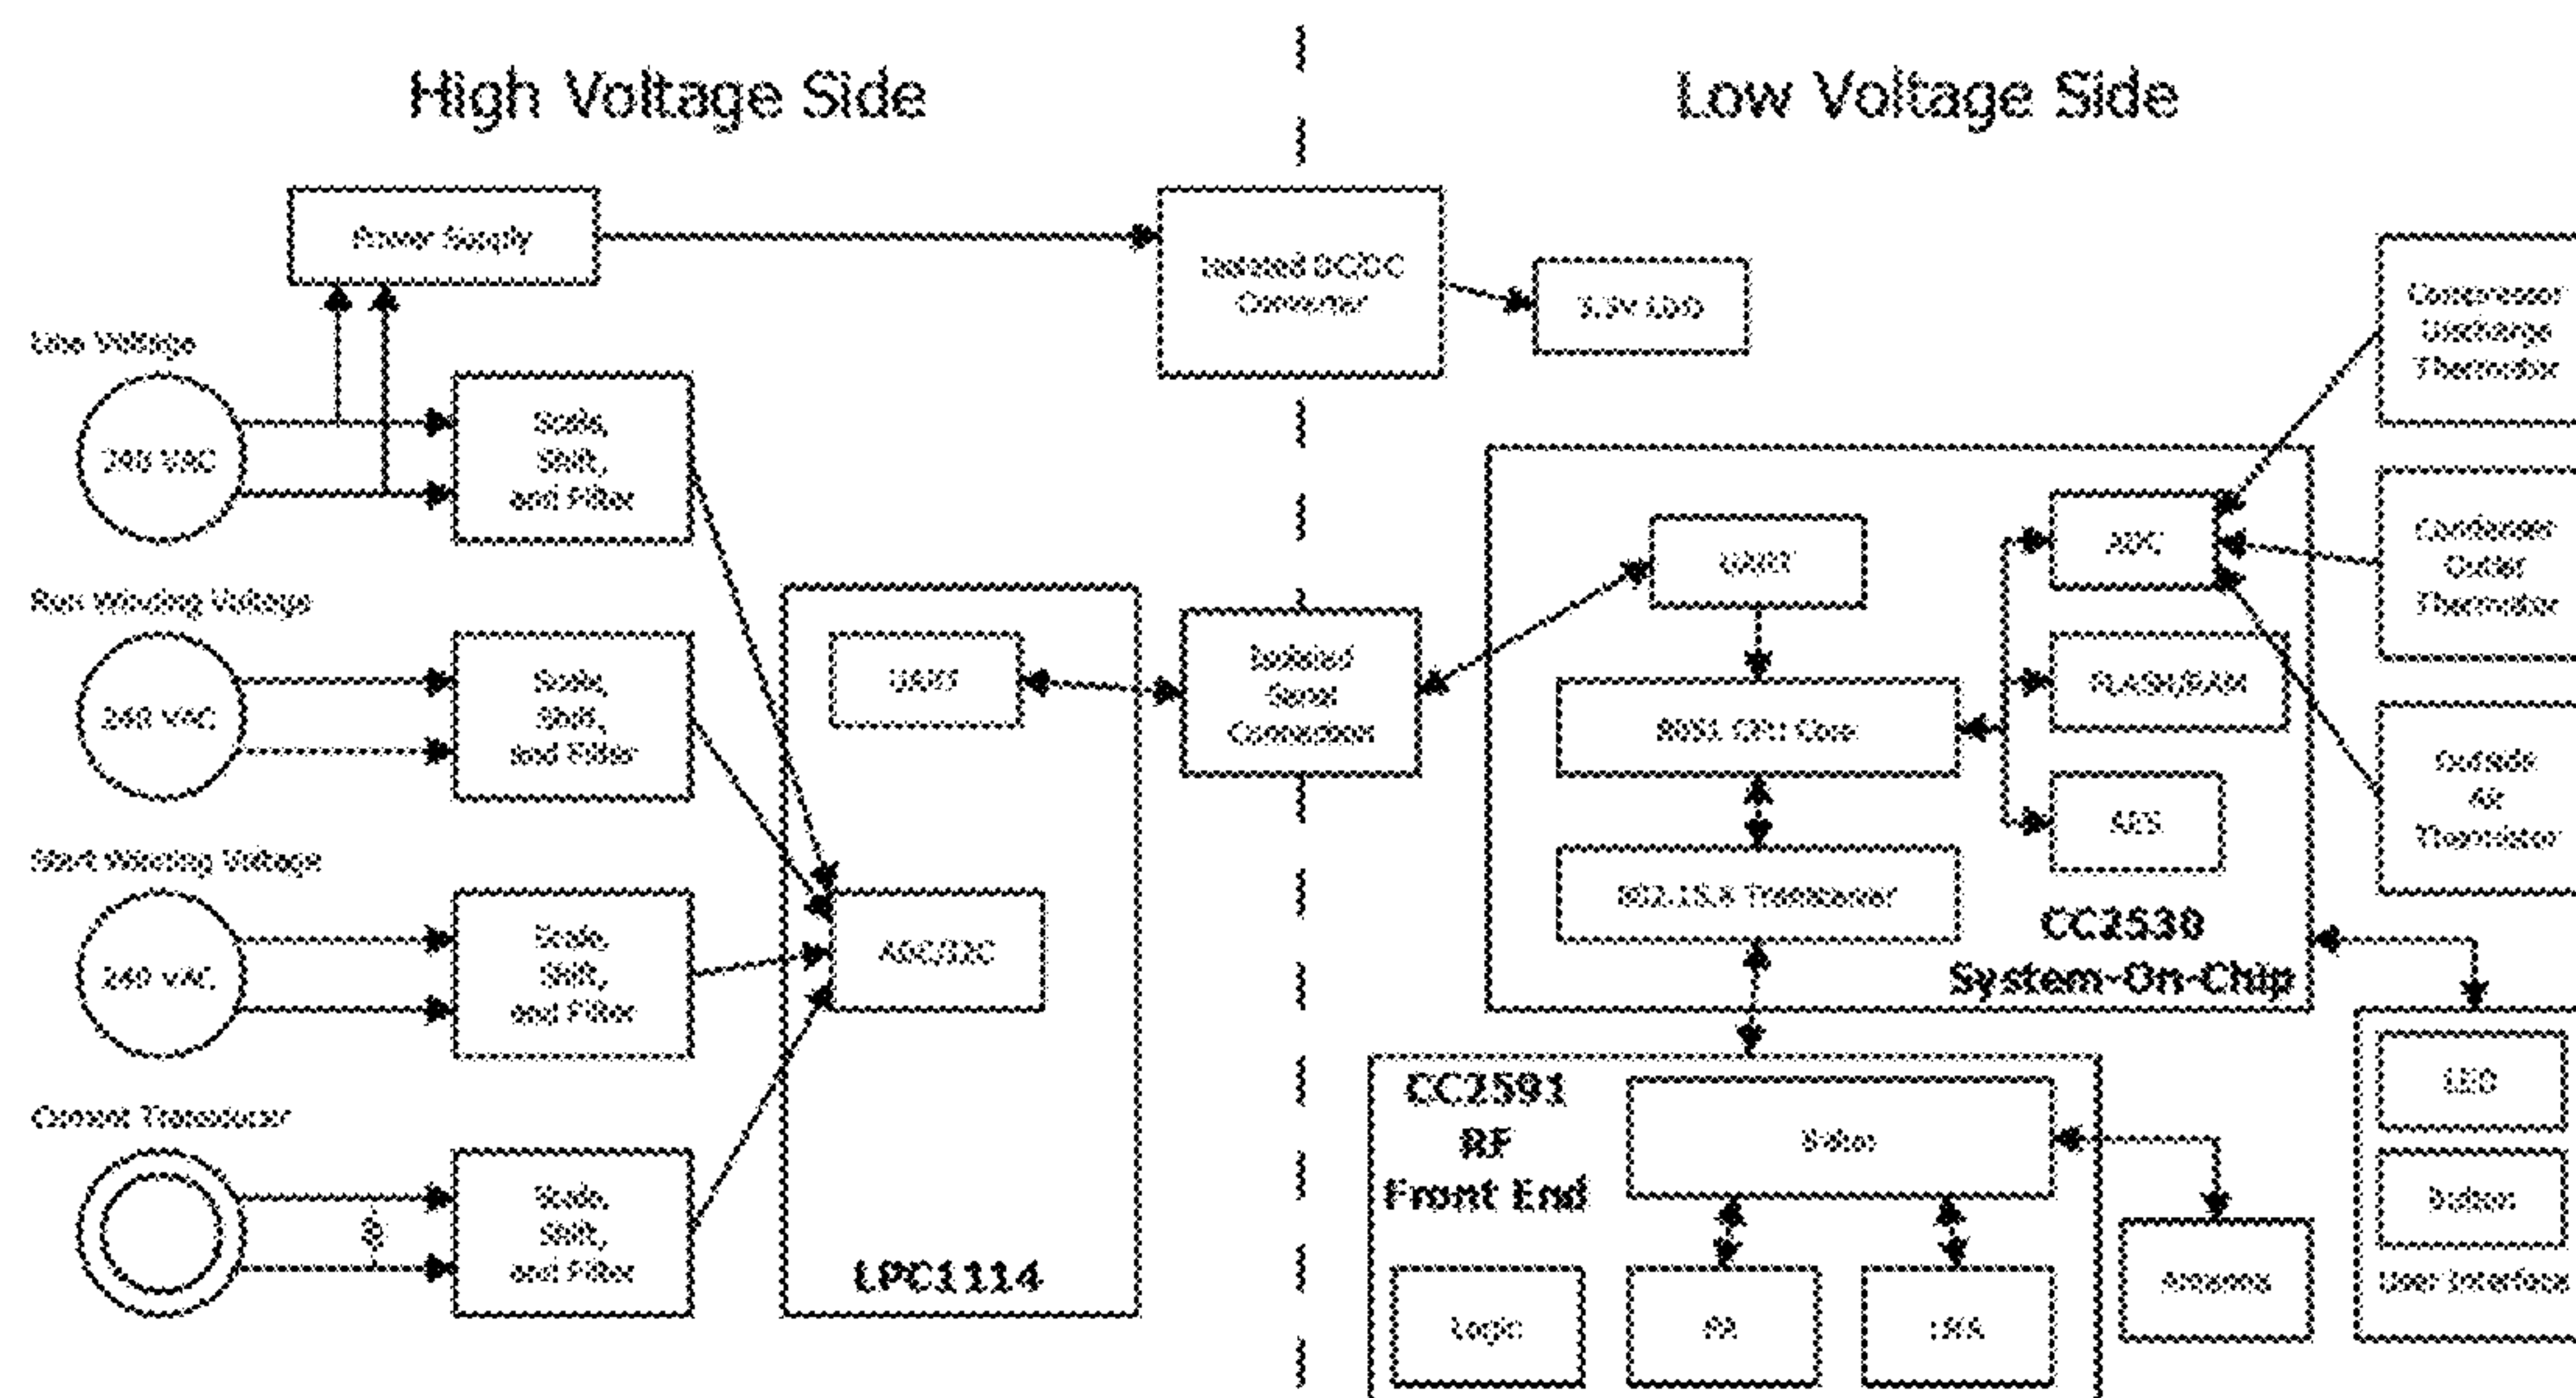 High Voltage Side
Low Voltage Side
Power Supply
Isolated DC/DC
Converter
3.3V LDO
Compressor
Discharge
Thermistor
Line Voltage
240 VAC
Scale,
Shift,
and Filter
Condenser
Outlet
Thermistor
ADC
UART
Run Winding Voltage
240 VAC
Scale,
Shift,
and Filter
UART
Isolated
Serial
Connection
8051 CPU Core
FLASH/RAM
Outside
Air
Thermistor
AES
802.15.4 Transceiver
CC2530
System-On-Chip
Start Winding Voltage
240 VAC
Scale,
Shift,
and Filter
CC2591
RF
Front End
Balun
LED
Button
User Interface
Current Transducer
Scale,
Shift,
and Filter
LPC1114
Logic
PA
LNA
Antenna